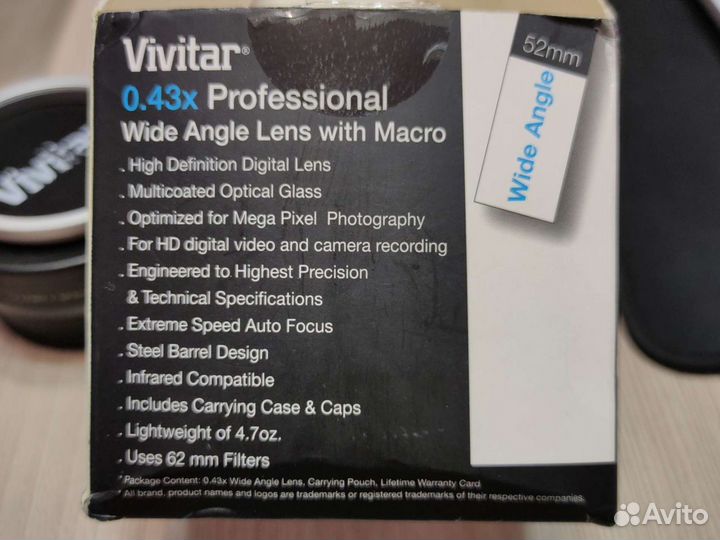 Vivitar®
0.43x Professional
Wide Angle Lens with Macro
52mm
Wide Angle
. High Definition Digital Lens
. Multicoated Optical Glass
. Optimized for Mega Pixel Photography
. For HD digital video and camera recording
. Engineered to Highest Precision
& Technical Specifications
. Extreme Speed Auto Focus
. Steel Barrel Design
. Infrared Compatible
. Includes Carrying Case & Caps
. Lightweight of 4.7oz.
. Uses 62 mm Filters
*Package Content: 0.43x Wide Angle Lens, Carrying Pouch, Lifetime Warranty Card
* All brand, product names and logos are trademarks or registered trademarks of their respective companies.
Vivitar
Avito